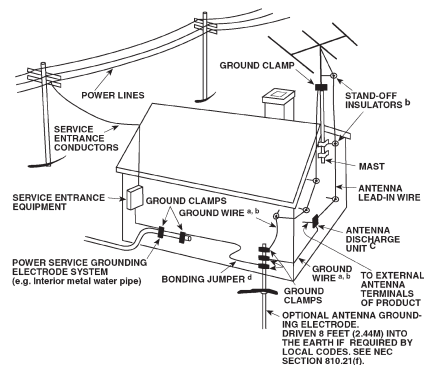 GROUND CLAMP
POWER LINES
STAND-OFF
INSULATORS b
SERVICE
ENTRANCE
CONDUCTORS
MAST
SERVICE ENTRANCE
EQUIPMENT
GROUND CLAMPS
GROUND WIRE a, b
ANTENNA
LEAD-IN WIRE
ANTENNA
DISCHARGE
UNIT C
POWER SERVICE GROUNDING
ELECTRODE SYSTEM
(e.g. Interior metal water pipe)
BONDING JUMPER d
GROUND
WIRE a, b
GROUND
CLAMPS
TO EXTERNAL
ANTENNA
TERMINALS
OF PRODUCT
OPTIONAL ANTENNA GROUND-
ING ELECTRODE.
DRIVEN 8 FEET (2.44M) INTO
THE EARTH IF REQUIRED BY
LOCAL CODES. SEE NEC
SECTION 810.21(f).